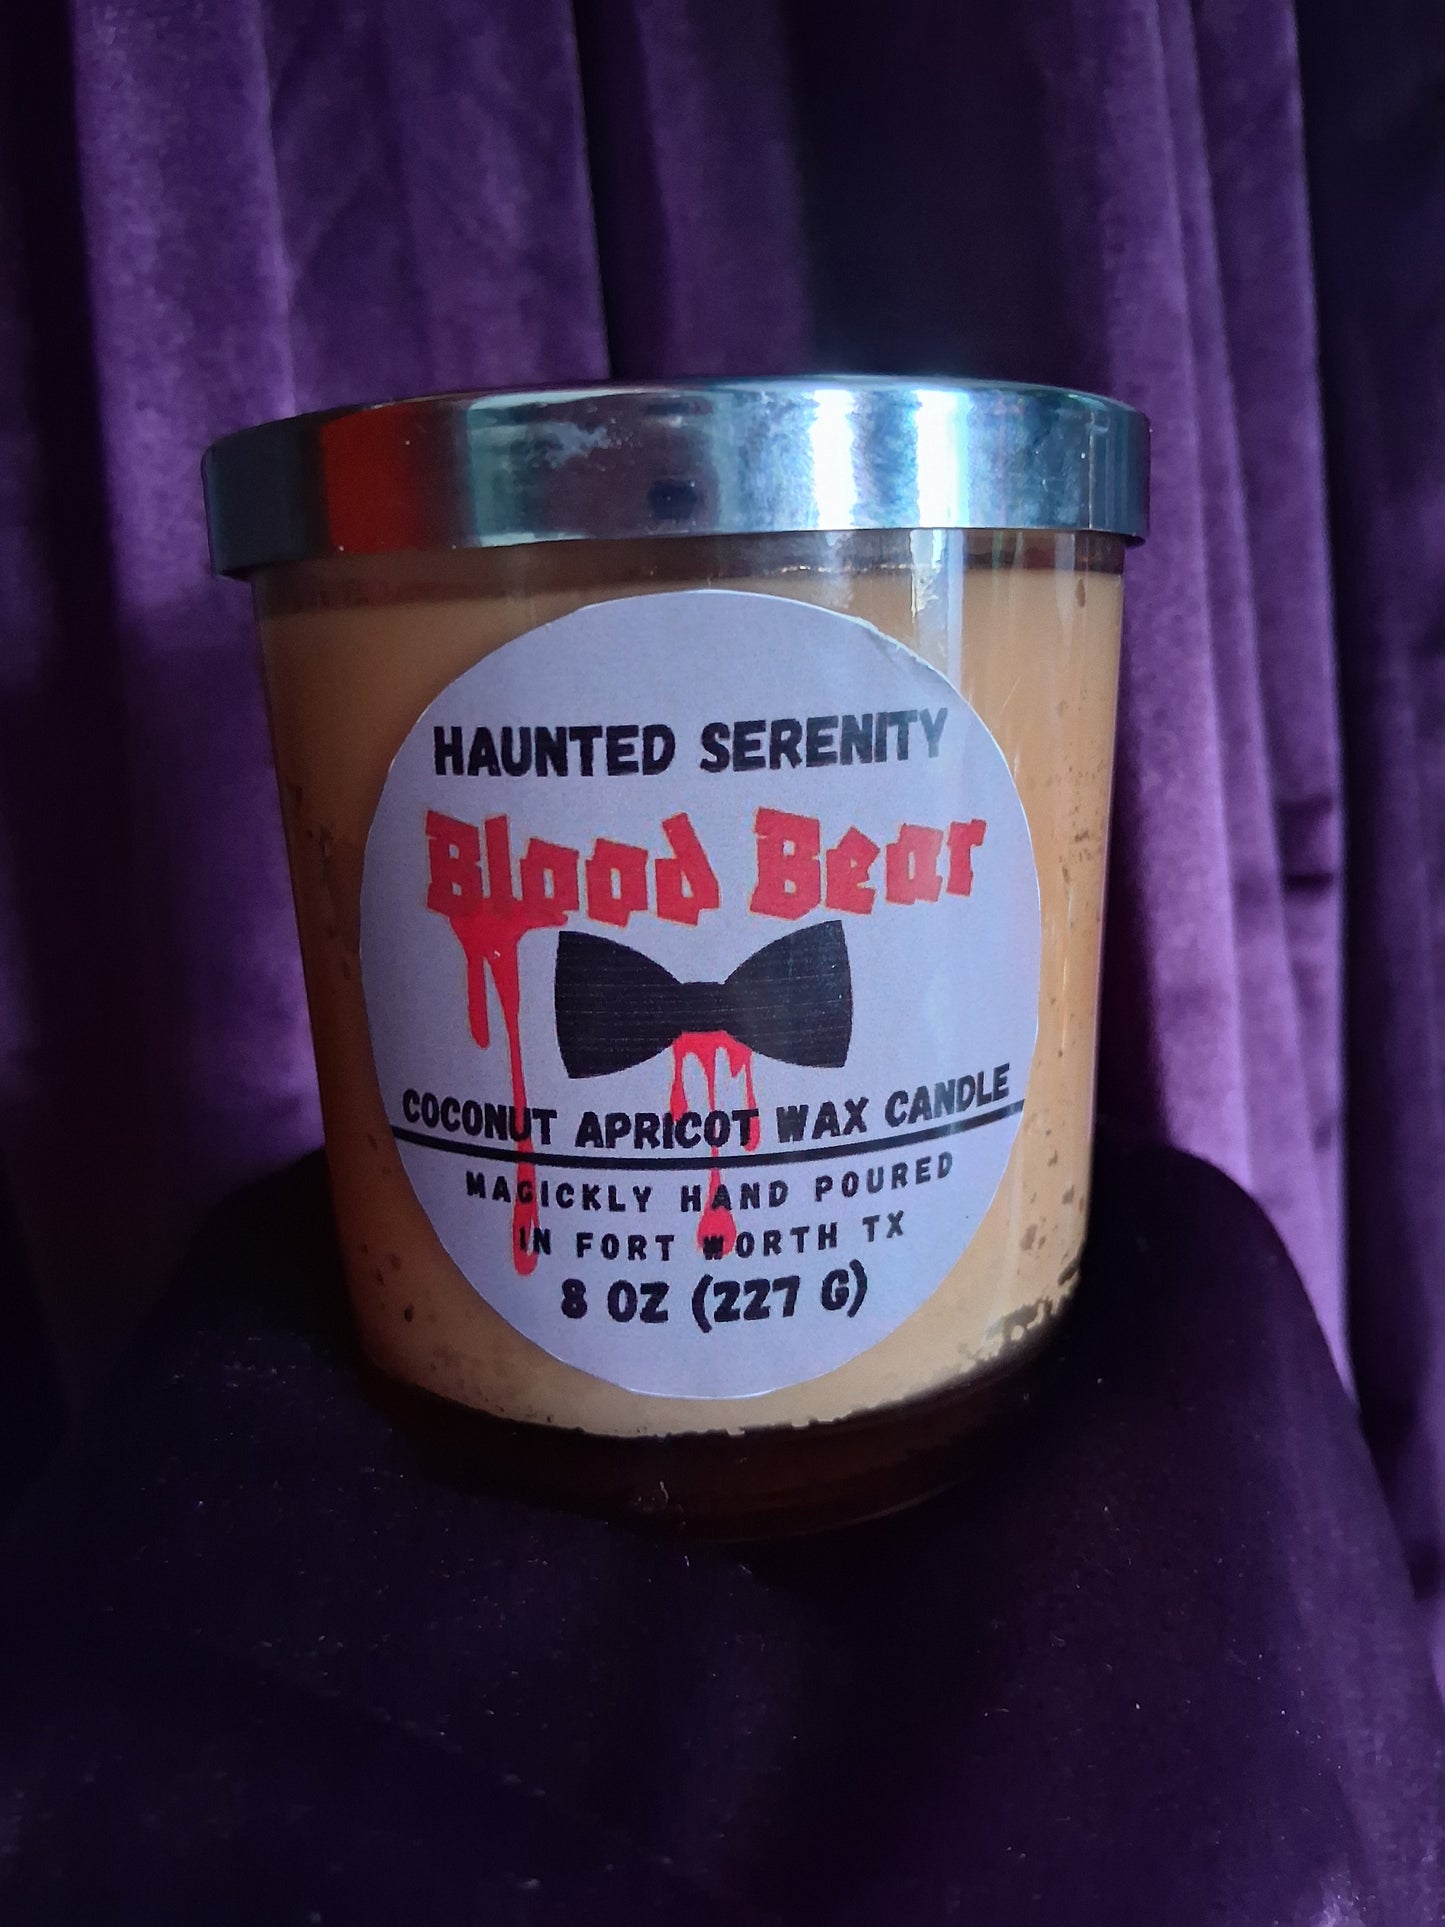 HAUNTED SERENITY
Blood Bear
COCONUT APRICOT WAX CANDLE
MAGICKLY HAND POURED
IN FORT WORTH TX
8 OZ (227 G)